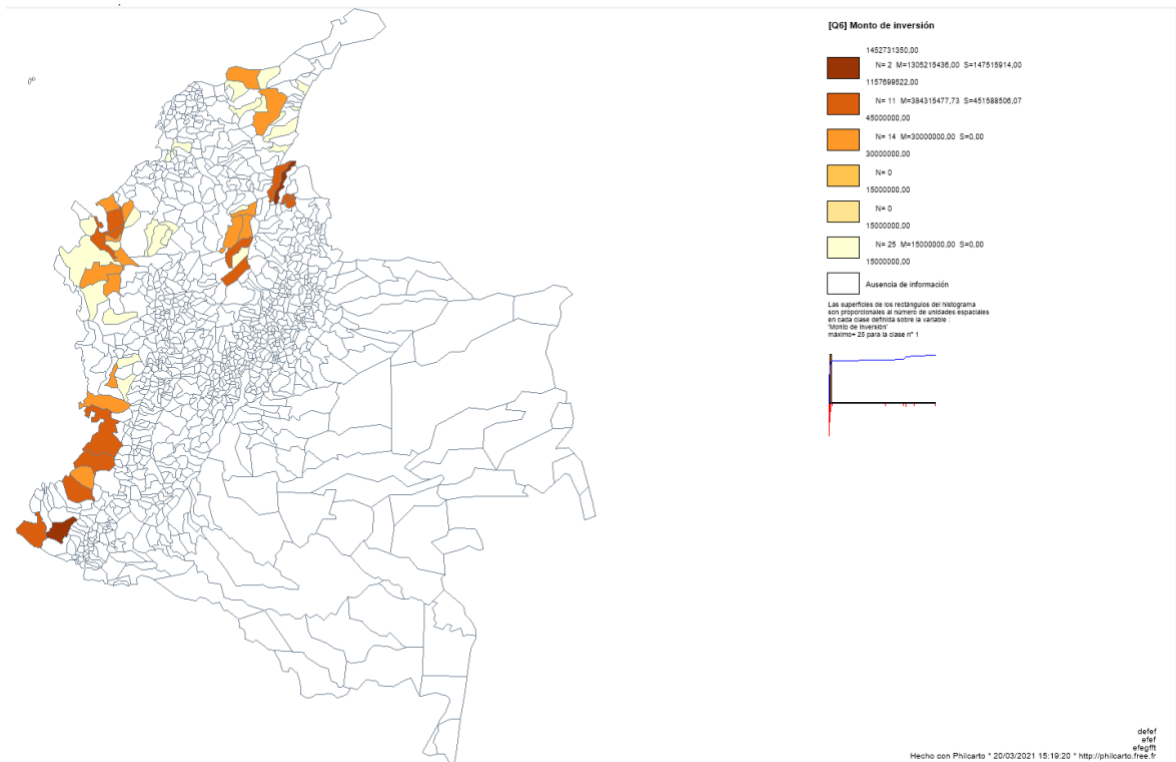 [Q6] Monto de inversión
1452731350,00
N= 2 M=1305215436,00 S=147515914,00
1157699522,00
N= 11 M=384315477,73 S=451588506,07
45000000,00
N= 14 M=30000000,00 S=0,00
30000000,00
N= 0
15000000,00
N= 0
15000000,00
N= 25 M=15000000,00 S=0,00
15000000,00
Ausencia de información
Las superficies de los rectángulos del histograma
son proporcionales al número de unidades espaciales
en cada clase definida sobre la variable :
'Monto de inversión'
máximo= 25 para la clase n° 1
defef
efef
efegfft
Hecho con Philcarto * 20/03/2021 15:19:20 * http://philcarto.free.fr